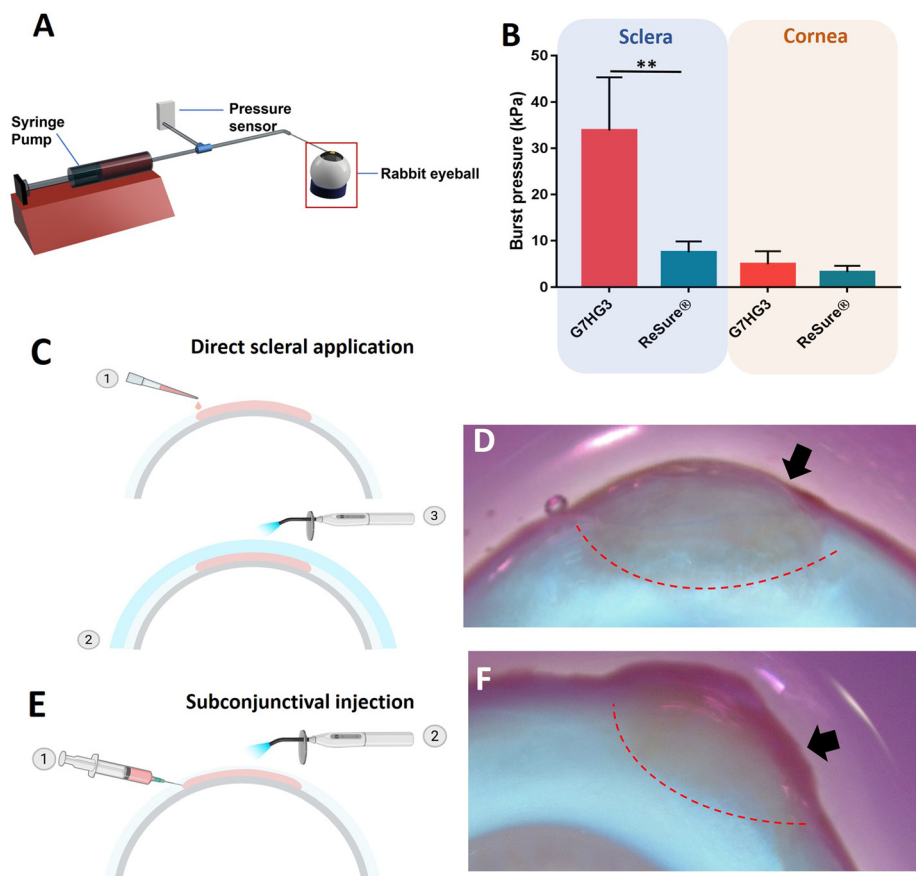 A
Syringe
Pump
Pressure
sensor
Rabbit eyeball
B
Sclera
Cornea
Burst pressure (kPa)
50
40
30
20
10
0
**
G7HG3
ReSure®
G7HG3
ReSure®
C
Direct scleral application
1
3
2
D
E
Subconjunctival injection
1
2
F